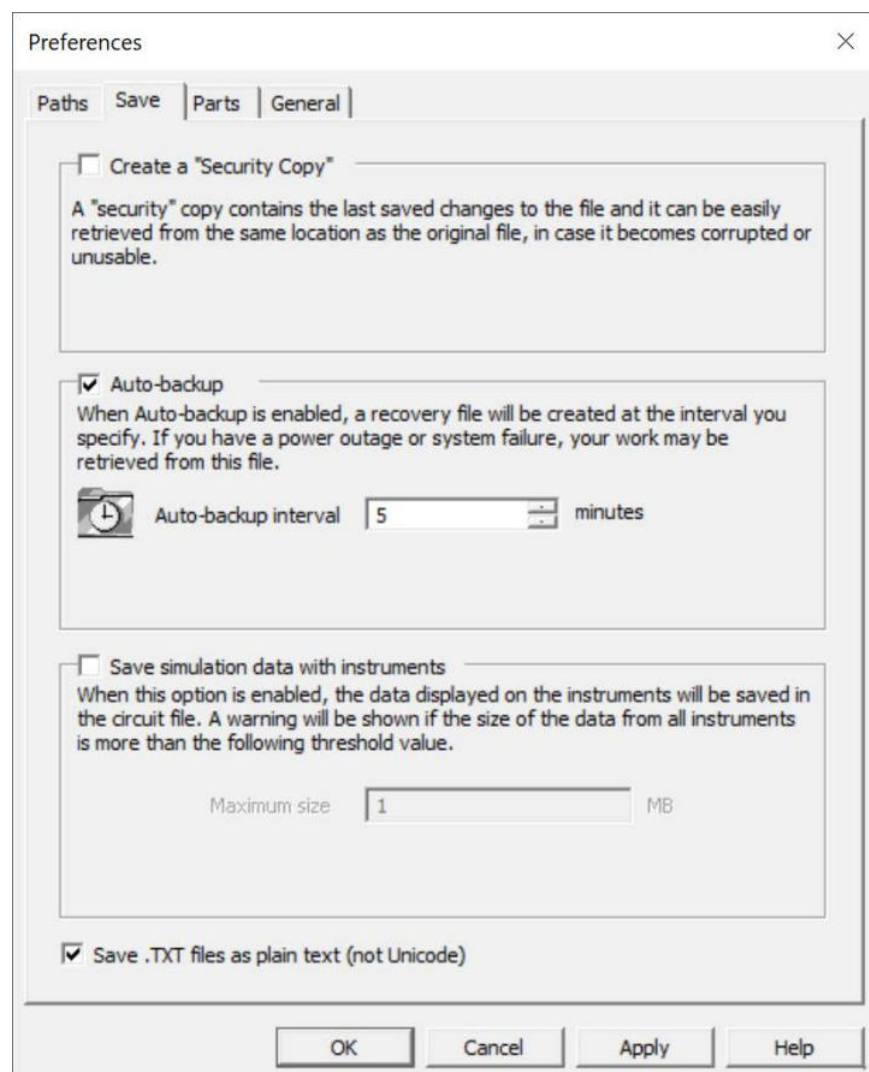 Preferences
Paths Save Parts General
Create a "Security Copy"
A "security" copy contains the last saved changes to the file and it can be easily
retrieved from the same location as the original file, in case it becomes corrupted or
unusable.
Auto-backup
When Auto-backup is enabled, a recovery file will be created at the interval you
specify. If you have a power outage or system failure, your work may be
retrieved from this file.
Auto-backup interval 5 minutes
Save simulation data with instruments
When this option is enabled, the data displayed on the instruments will be saved in
the circuit file. A warning will be shown if the size of the data from all instruments
is more than the following threshold value.
Maximum size 1 MB
Save .TXT files as plain text (not Unicode)
OK Cancel Apply Help